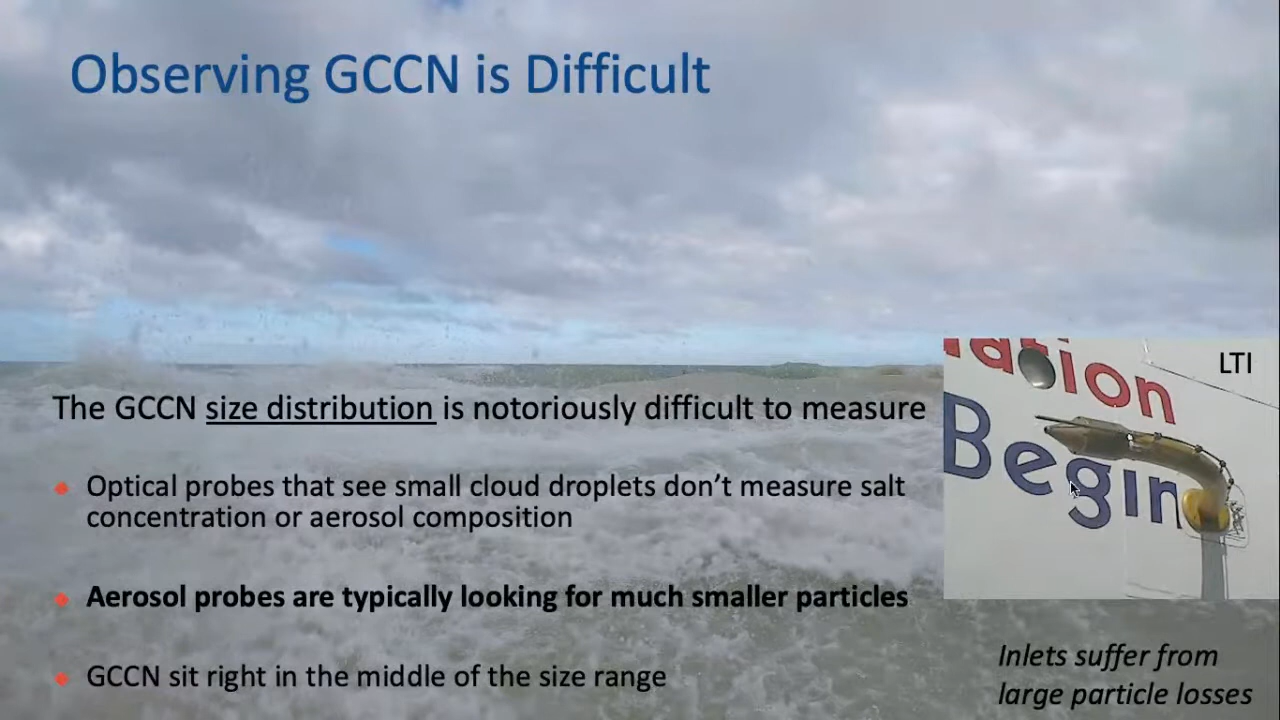 Observing GCCN is Difficult
The GCCN size distribution is notoriously difficult to measure
Optical probes that see small cloud droplets don’t measure salt
concentration or aerosol composition
Aerosol probes are typically looking for much smaller particles
GCCN sit right in the middle of the size range
LTI
ation
Begin
Inlets suffer from
large particle losses